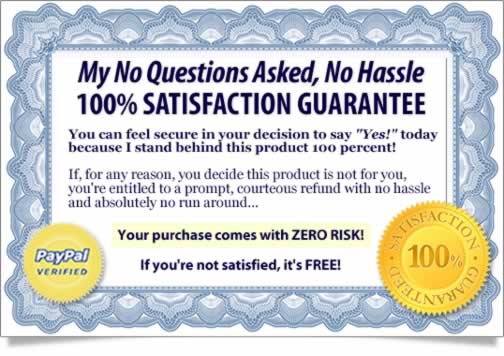 My No Questions Asked, No Hassle
100% SATISFACTION GUARANTEE
You can feel secure in your decision to say "Yes!" today
because I stand behind this product 100 percent!
If, for any reason, you decide this product is not for you,
you're entitled to a prompt, courteous refund with no hassle
and absolutely no run around...
Your purchase comes with ZERO RISK!
If you're not satisfied, it's FREE!
PayPal
VERIFIED
SATISFACTION
100%
GUARANTEED